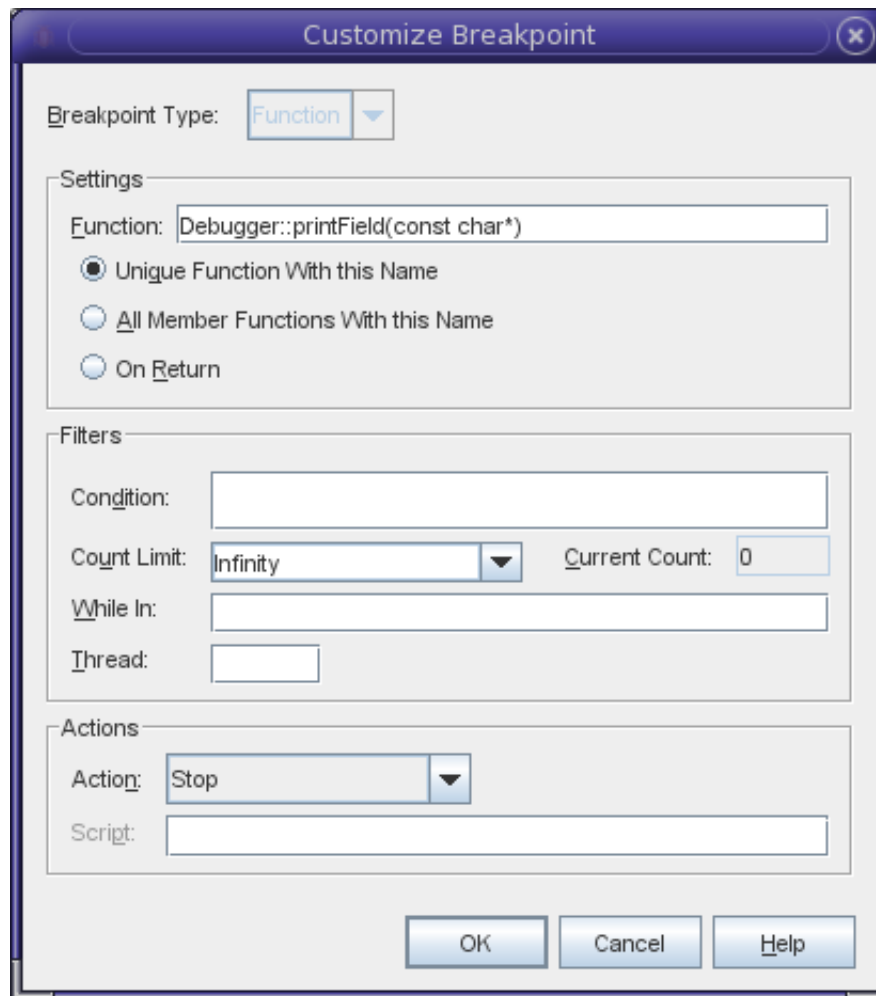 Customize Breakpoint
Breakpoint Type: Function
Settings
Function: Debugger::printField(const char*)
Unique Function With this Name
All Member Functions With this Name
On Return
Filters
Condition:
Count Limit: Infinity Current Count: 0
While In:
Thread:
Actions
Action: Stop
Script:
OK Cancel Help